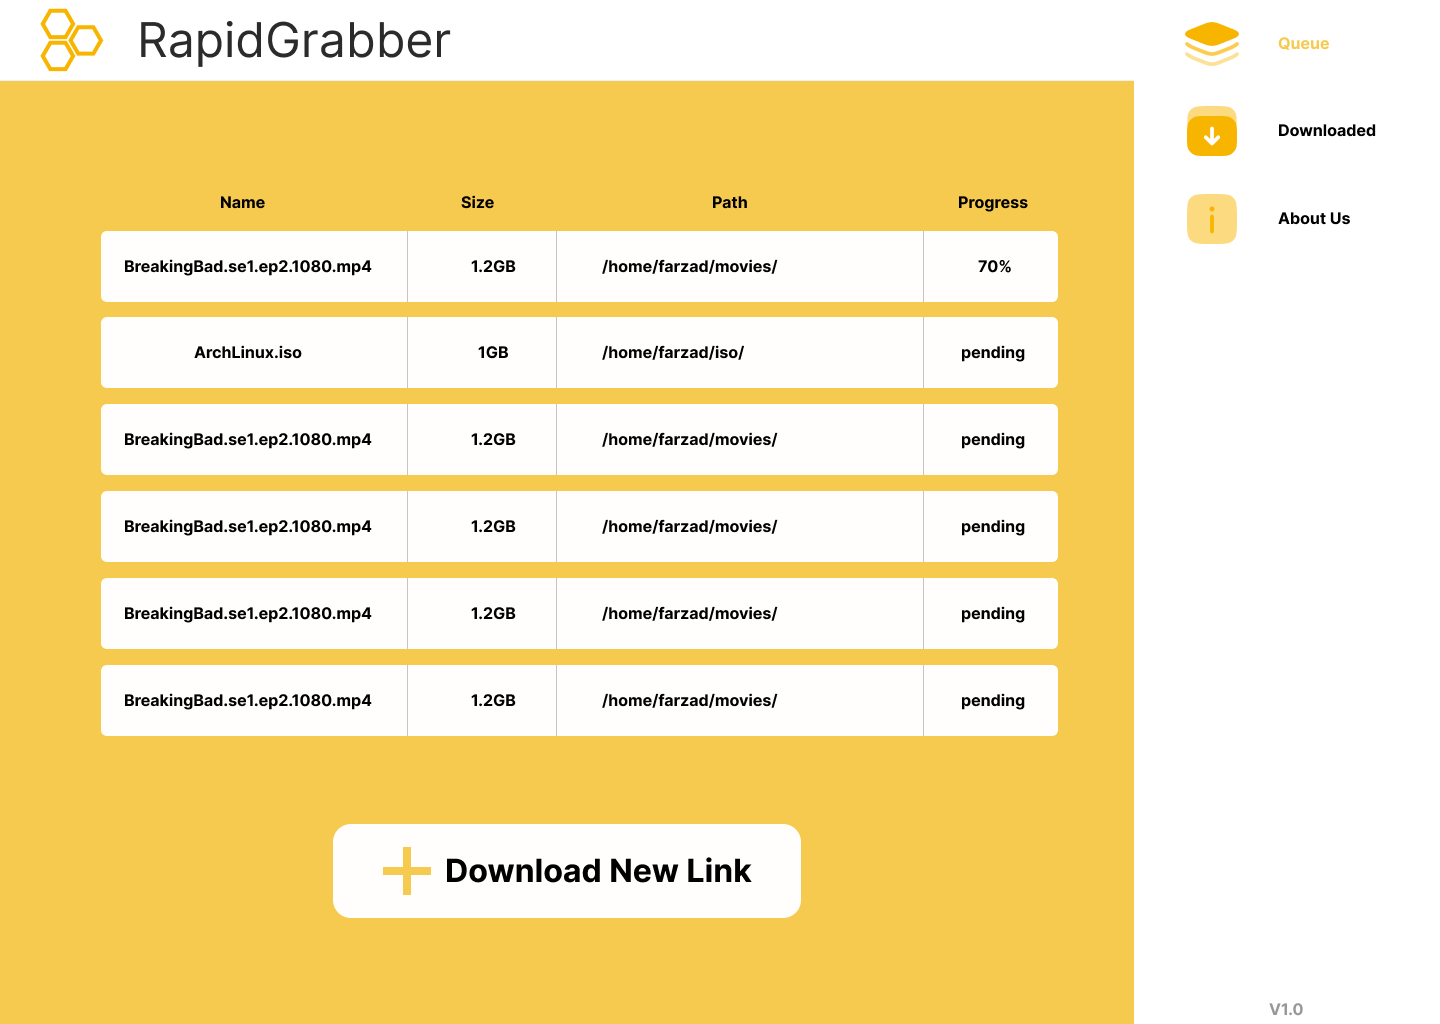 RapidGrabber
Queue
Downloaded
About Us
Name Size Path Progress
BreakingBad.se1.ep2.1080.mp4 1.2GB /home/farzad/movies/ 70%
ArchLinux.iso 1GB /home/farzad/iso/ pending
BreakingBad.se1.ep2.1080.mp4 1.2GB /home/farzad/movies/ pending
BreakingBad.se1.ep2.1080.mp4 1.2GB /home/farzad/movies/ pending
BreakingBad.se1.ep2.1080.mp4 1.2GB /home/farzad/movies/ pending
BreakingBad.se1.ep2.1080.mp4 1.2GB /home/farzad/movies/ pending
Download New Link
V1.0